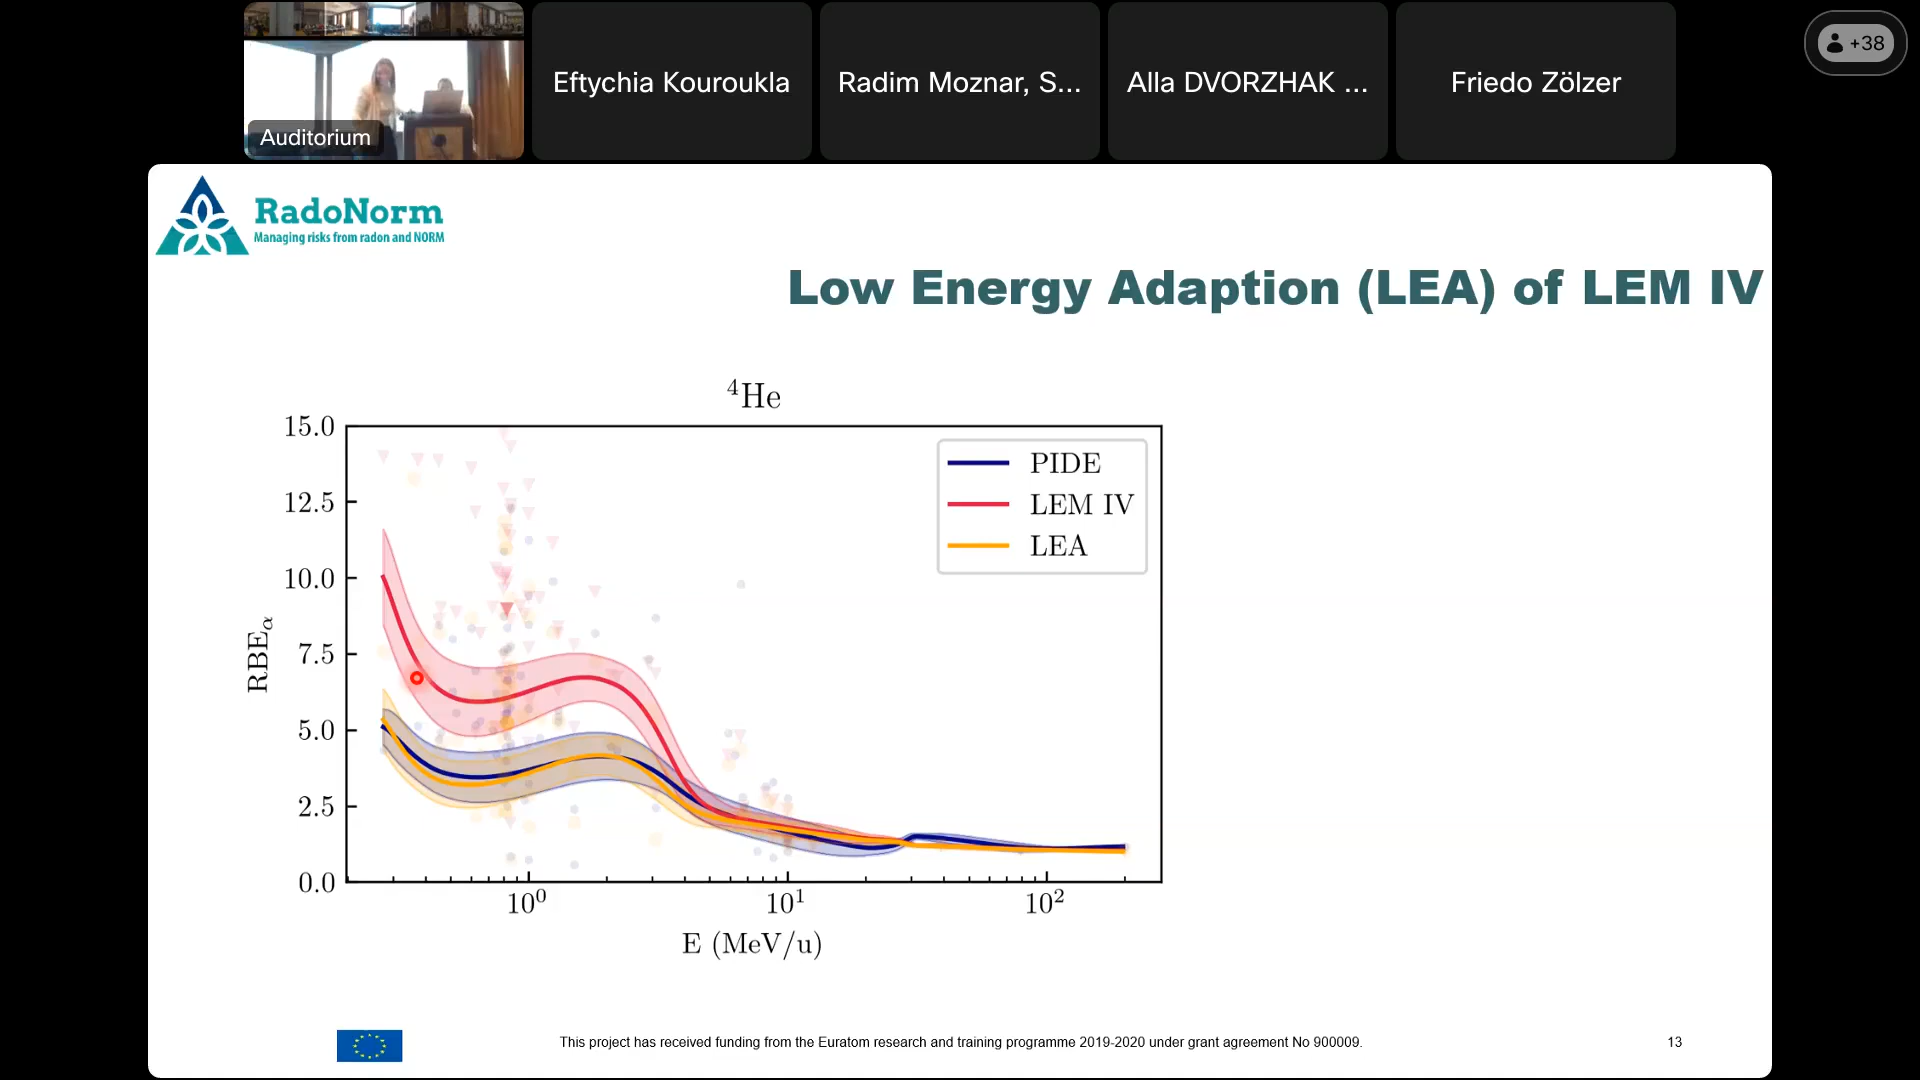 Auditorium
Eftychia Kouroukla
Radim Moznar, S...
Alla DVORZHAK ...
Friedo Zölzer
+38
RadoNorm
Managing risks from radon and NORM
Low Energy Adaption (LEA) of LEM IV
⁴He
15.0
12.5
10.0
7.5
5.0
2.5
0.0
RBEα
PIDE
LEM IV
LEA
10⁰
10¹
10²
E (MeV/u)
This project has received funding from the Euratom research and training programme 2019-2020 under grant agreement No 900009.
13